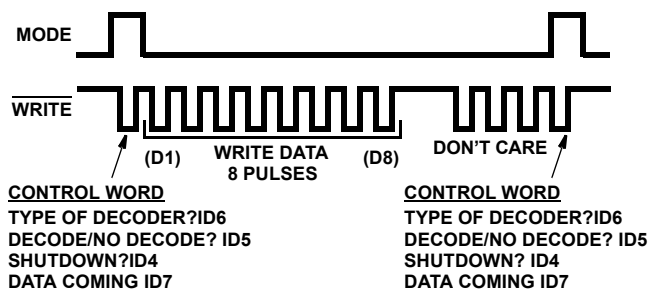 MODE
WRITE
(D1) WRITE DATA (D8) DON'T CARE
8 PULSES
CONTROL WORD
TYPE OF DECODER?ID6
DECODE/NO DECODE? ID5
SHUTDOWN?ID4
DATA COMING ID7
CONTROL WORD
TYPE OF DECODER?ID6
DECODE/NO DECODE? ID5
SHUTDOWN? ID4
DATA COMING ID7